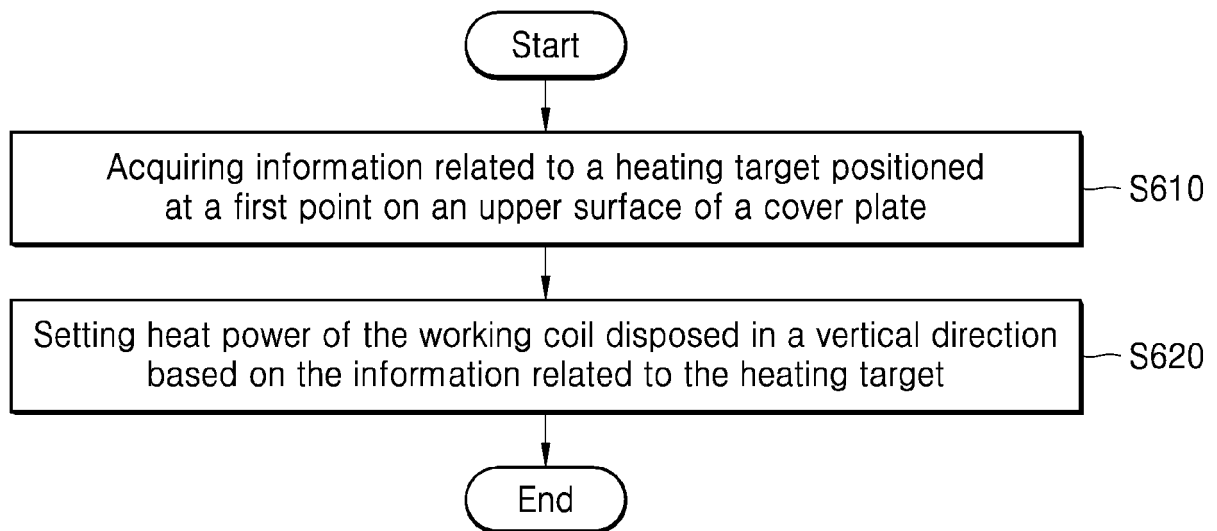 Start
Acquiring information related to a heating target positioned
at a first point on an upper surface of a cover plate
S610
Setting heat power of the working coil disposed in a vertical direction
based on the information related to the heating target
S620
End